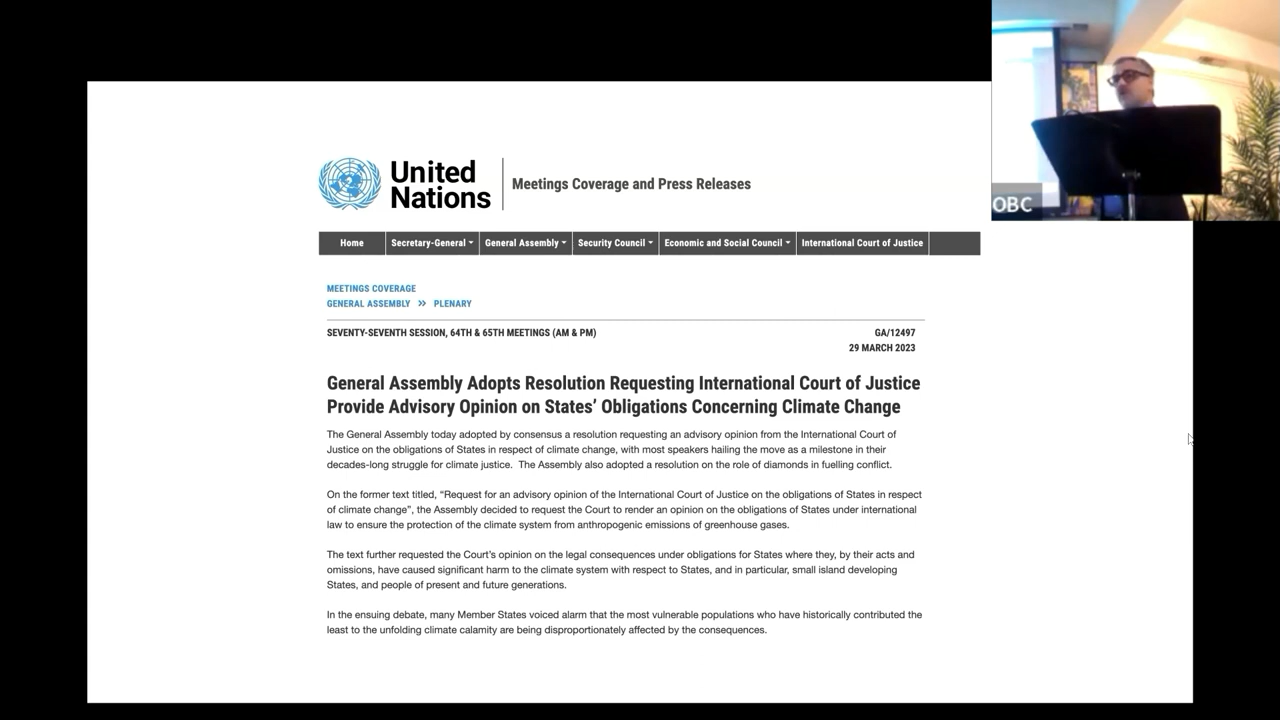 United
Nations
Meetings Coverage and Press Releases
OBC
Home
Secretary-General
General Assembly
Security Council
Economic and Social Council
International Court of Justice
MEETINGS COVERAGE
GENERAL ASSEMBLY >> PLENARY
SEVENTY-SEVENTH SESSION, 64TH & 65TH MEETINGS (AM & PM)
GA/12497
29 MARCH 2023
General Assembly Adopts Resolution Requesting International Court of Justice
Provide Advisory Opinion on States’ Obligations Concerning Climate Change
The General Assembly today adopted by consensus a resolution requesting an advisory opinion from the International Court of
Justice on the obligations of States in respect of climate change, with most speakers hailing the move as a milestone in their
decades-long struggle for climate justice.  The Assembly also adopted a resolution on the role of diamonds in fuelling conflict.
On the former text titled, “Request for an advisory opinion of the International Court of Justice on the obligations of States in respect
of climate change”, the Assembly decided to request the Court to render an opinion on the obligations of States under international
law to ensure the protection of the climate system from anthropogenic emissions of greenhouse gases.
The text further requested the Court’s opinion on the legal consequences under obligations for States where they, by their acts and
omissions, have caused significant harm to the climate system with respect to States, and in particular, small island developing
States, and people of present and future generations.
In the ensuing debate, many Member States voiced alarm that the most vulnerable populations who have historically contributed the
least to the unfolding climate calamity are being disproportionately affected by the consequences.